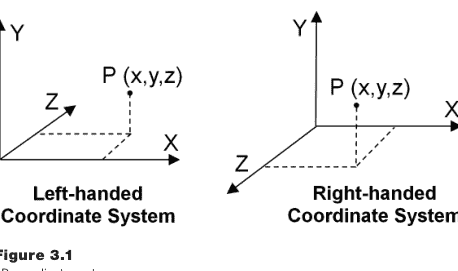 Y
Z
P (x,y,z)
X
Left-handed
Coordinate System
Y
P (x,y,z)
X
Z
Right-handed
Coordinate System
Figure 3.1